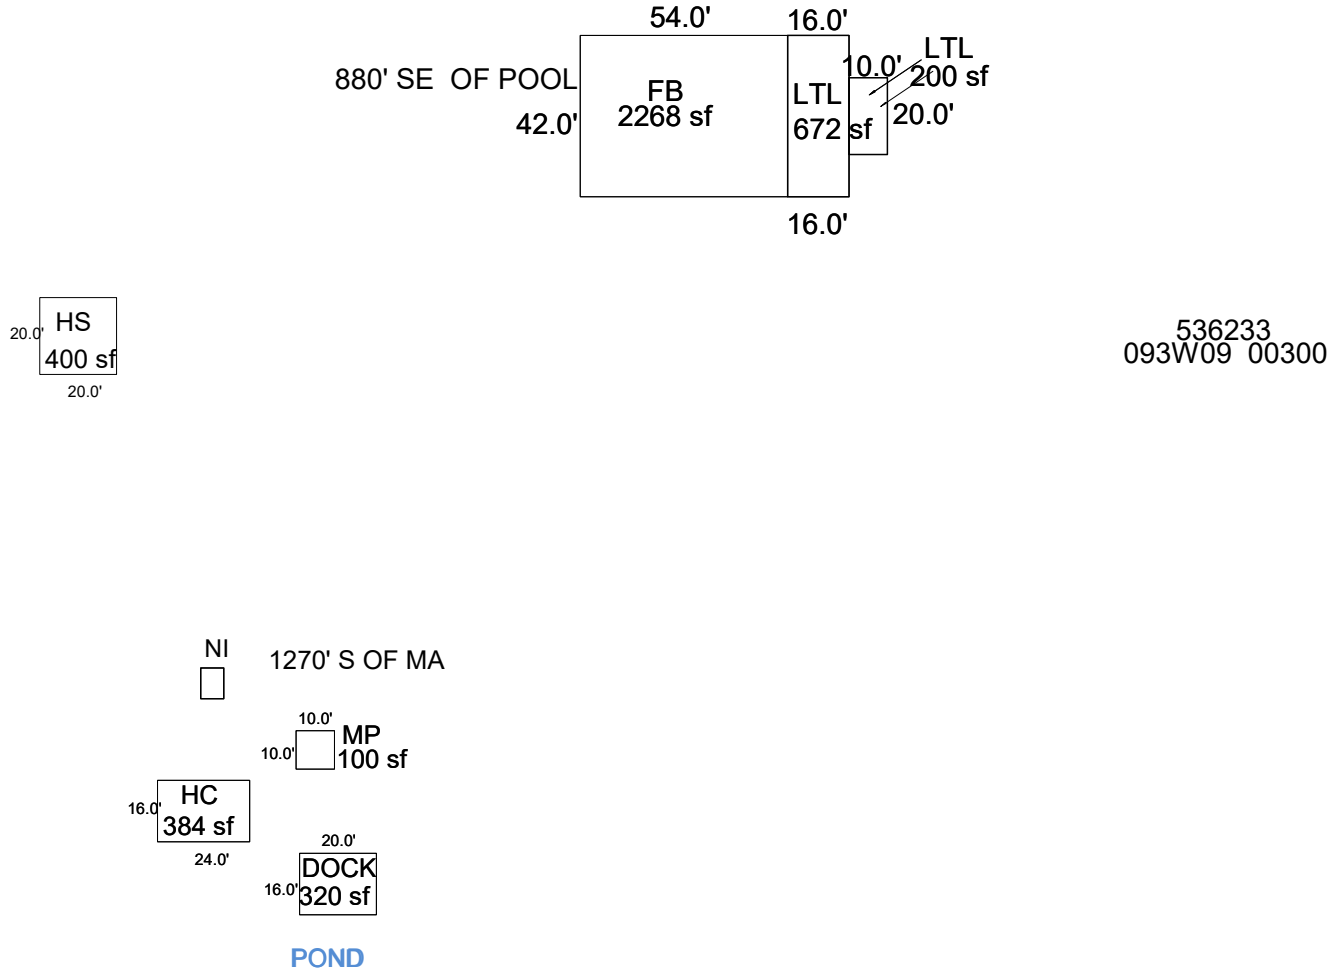 54.0'
16.0'
LTL
880' SE OF POOL
10.0'
200 sf
FB
LTL
2268 sf
42.0'
672 sf
20.0'
16.0'
HS
20.0'
400 sf
20.0'
536233
093W09 00300
NI
1270' S OF MA
10.0'
MP
10.0'
100 sf
HC
16.0'
384 sf
24.0'
20.0'
DOCK
16.0'
320 sf
POND